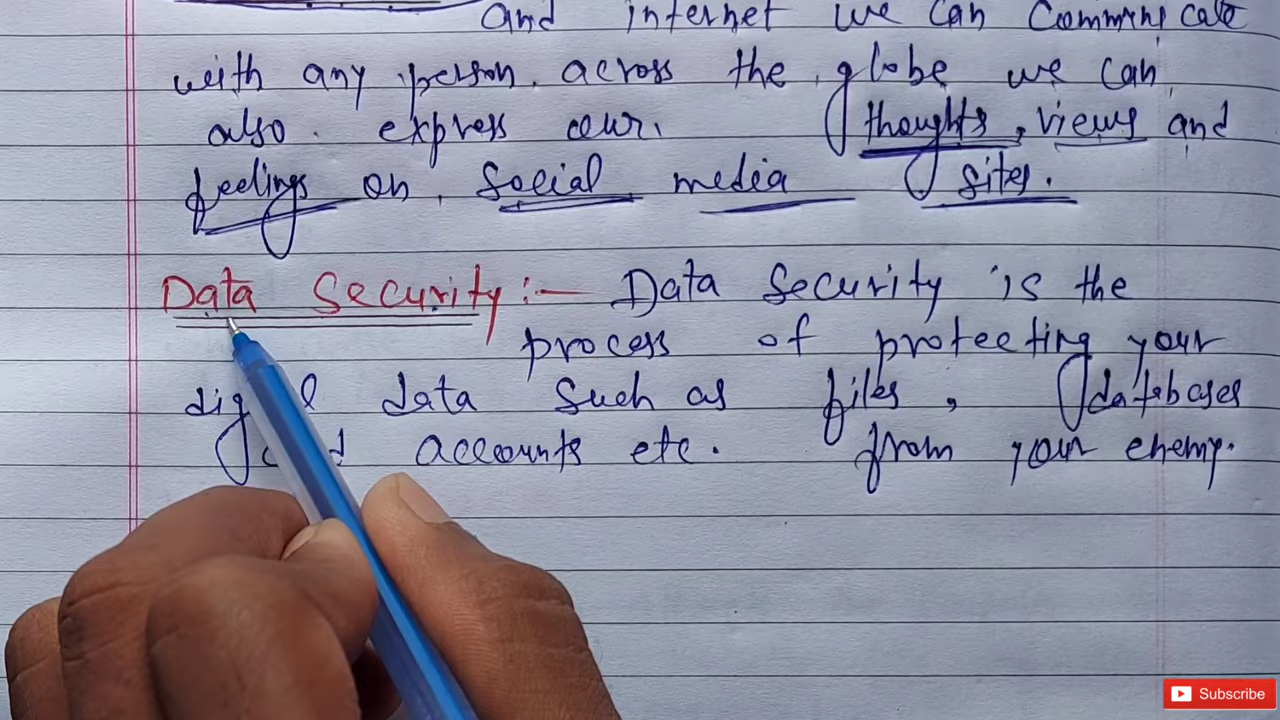 and internet we can Communicate
with any person across the globe we can
also express our thoughts, views and
feelings on social media sites.
Data Security :- Data Security is the
process of protecting your
data such as files, databases
accounts etc. from your enemy.
Subscribe